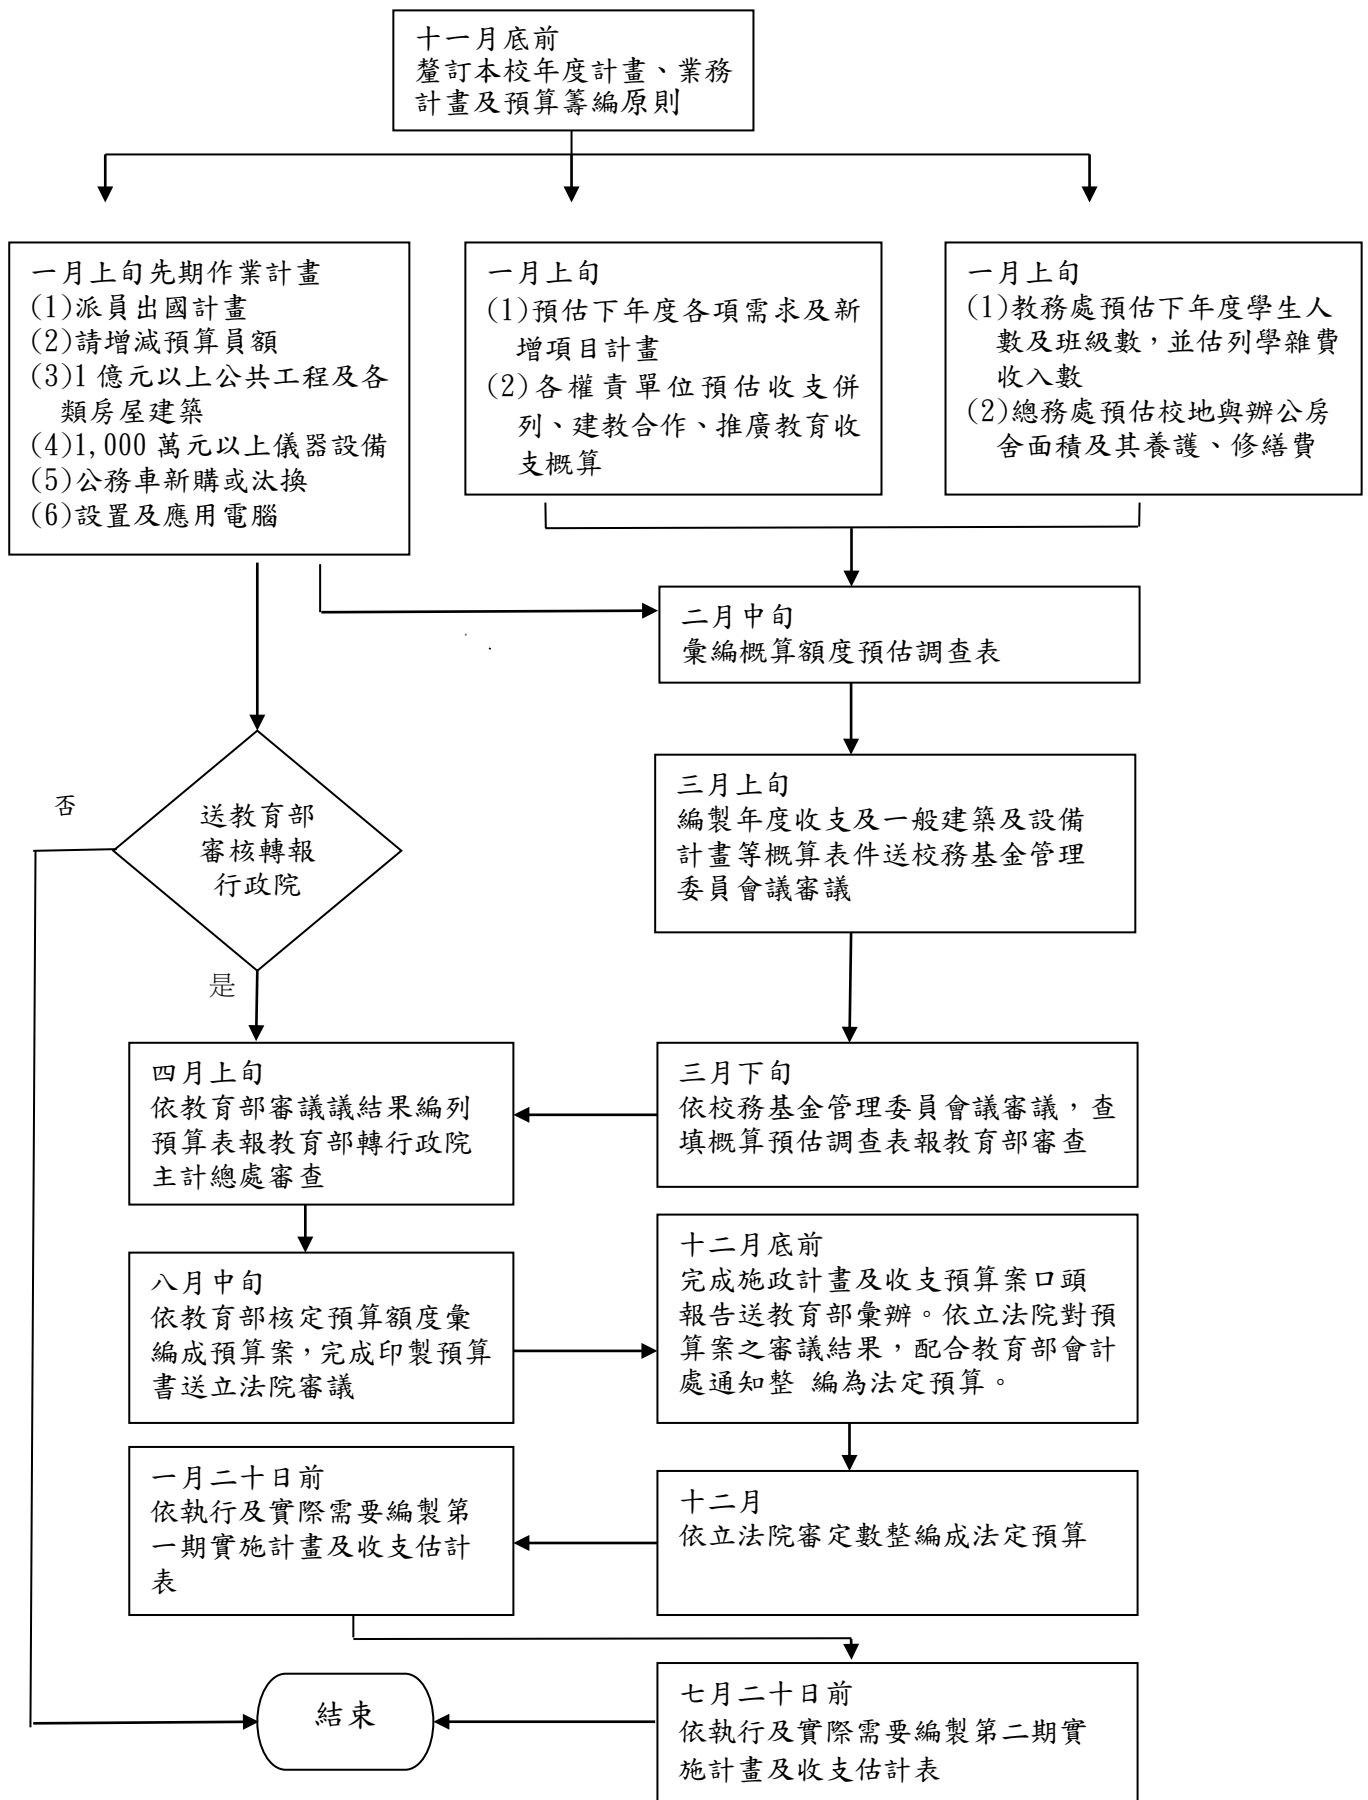 十一月底前
釐訂本校年度計畫、業務
計畫及預算籌編原則
一月上旬先期作業計畫
(1)派員出國計畫
(2)請增減預算員額
(3)1億元以上公共工程及各
類房屋建築
(4)1,000萬元以上儀器設備
(5)公務車新購或汰換
(6)設置及應用電腦
一月上旬
(1)預估下年度各項需求及新
增項目計畫
(2)各權責單位預估收支併
列、建教合作、推廣教育收
支概算
一月上旬
(1)教務處預估下年度學生人
數及班級數，並估列學雜費
收入數
(2)總務處預估校地與辦公房
舍面積及其養護、修繕費
二月中旬
彙編概算額度預估調查表
否
送教育部
審核轉報
行政院
是
三月上旬
編製年度收支及一般建築及設備
計畫等概算表件送校務基金管理
委員會議審議
四月上旬
依教育部審議議結果編列
預算表報教育部轉行政院
主計總處審查
三月下旬
依校務基金管理委員會議審議，查
填概算預估調查表報教育部審查
八月中旬
依教育部核定預算額度彙
編成預算案，完成印製預算
書送立法院審議
十二月底前
完成施政計畫及收支預算案口頭
報告送教育部彙辦。依立法院對預
算案之審議結果，配合教育部會計
處通知整 編為法定預算。
一月二十日前
依執行及實際需要編製第
一期實施計畫及收支估計
表
十二月
依立法院審定數整編成法定預算
結束
七月二十日前
依執行及實際需要編製第二期實
施計畫及收支估計表